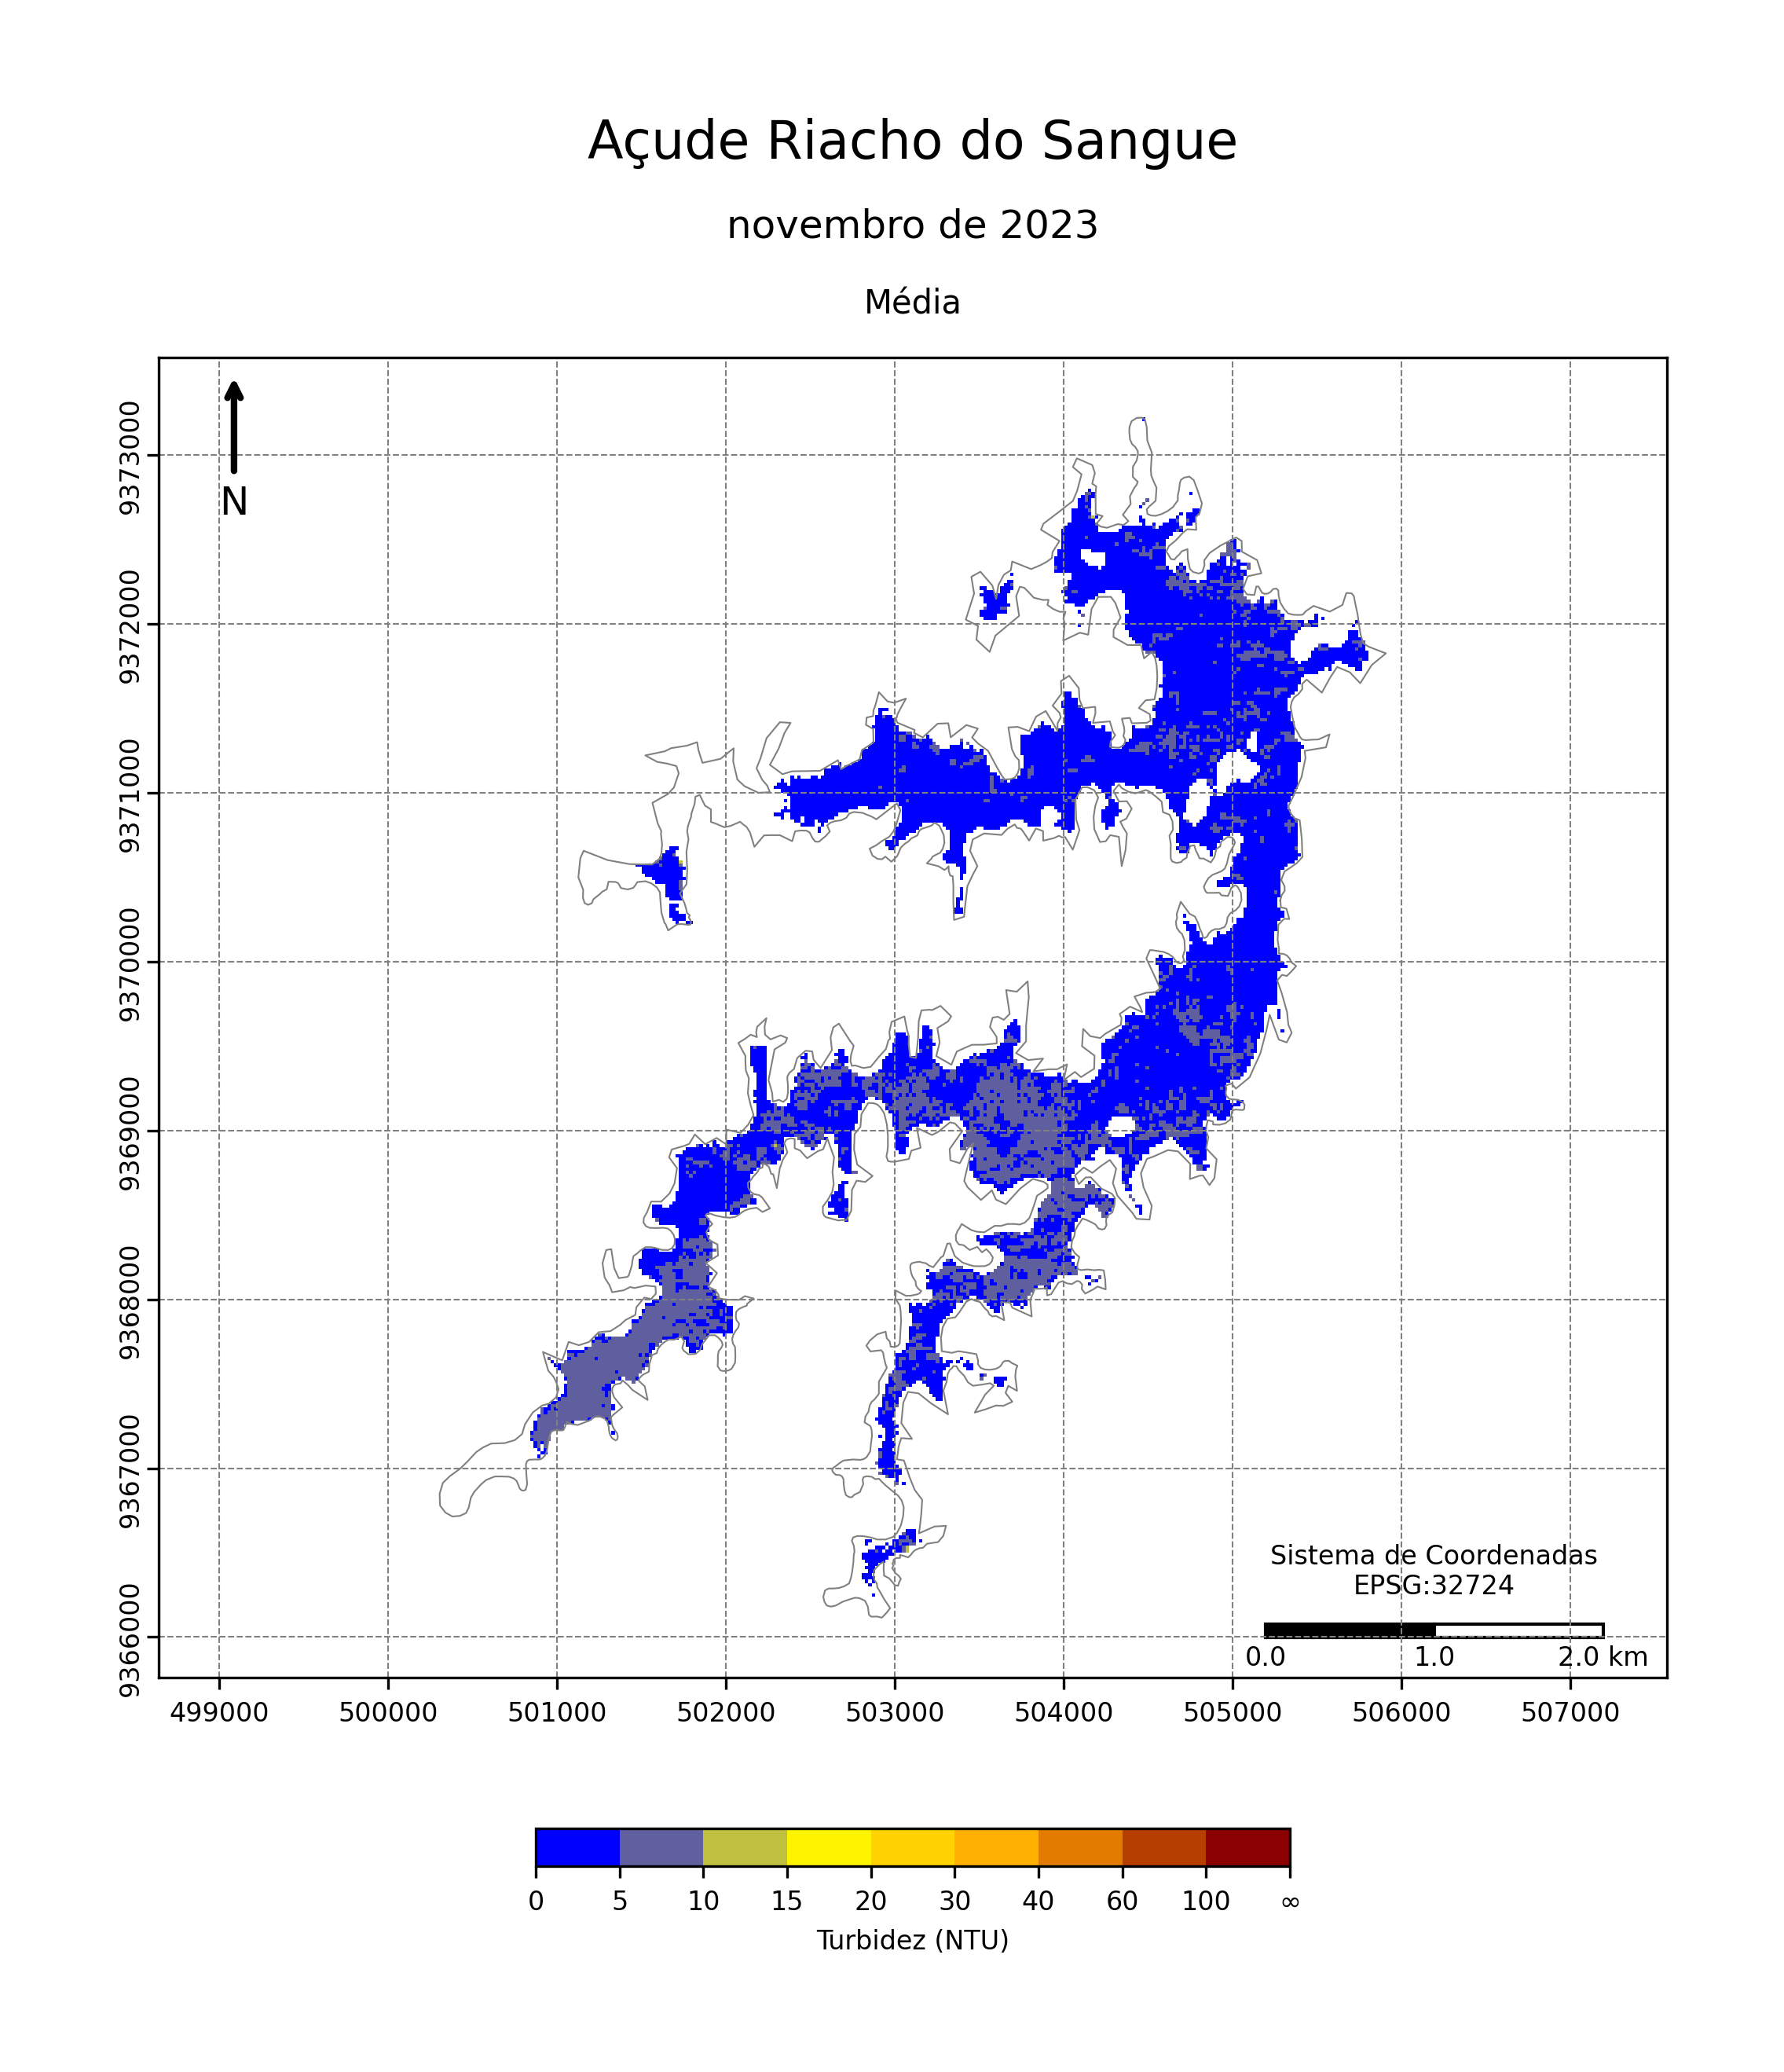 Açude Riacho do Sangue
novembro de 2023
Média
N
9373000
9372000
9371000
9370000
9369000
9368000
9367000
9366000
Sistema de Coordenadas
EPSG:32724
0.0 1.0 2.0 km
499000 500000 501000 502000 503000 504000 505000 506000 507000
0 5 10 15 20 30 40 60 100 ∞
Turbidez (NTU)